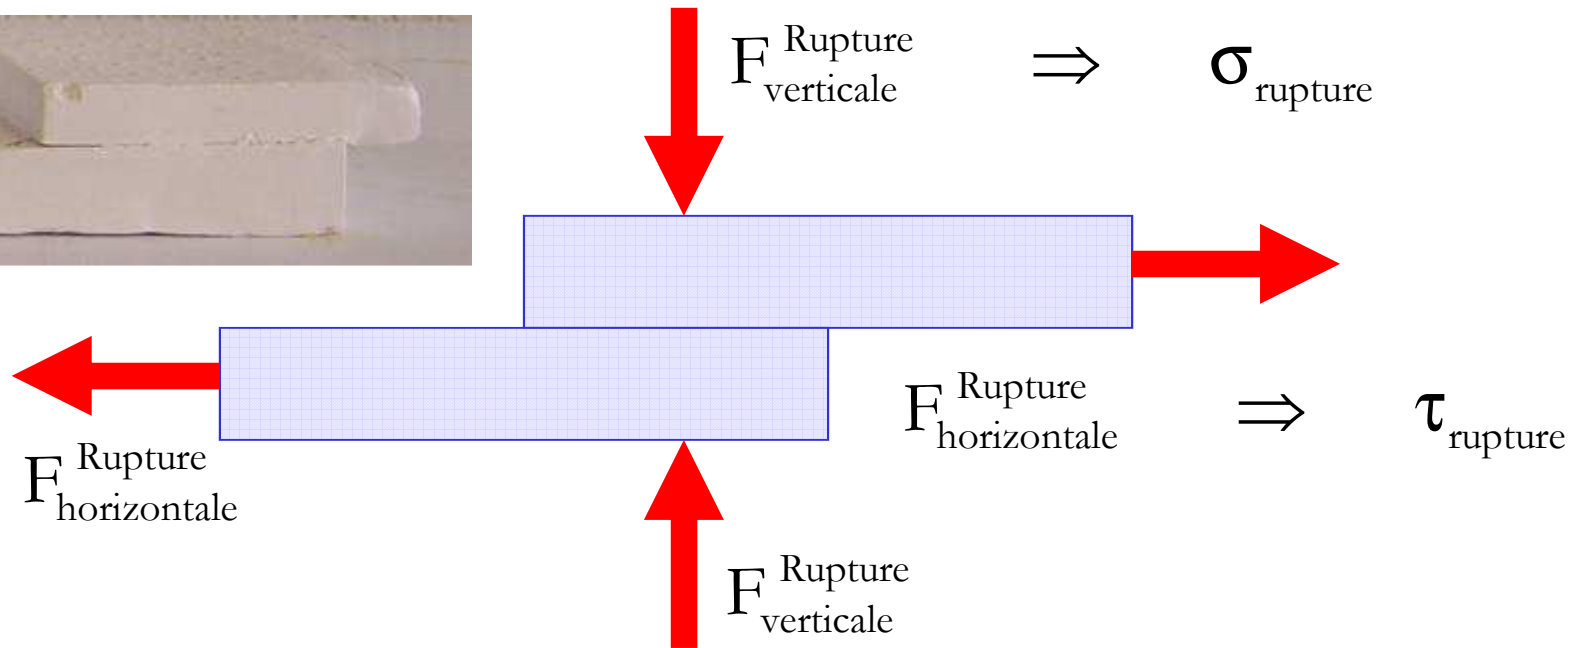 F Rupture verticale ⇒ σ rupture
F Rupture horizontale ⇒ τ rupture
F Rupture horizontale
F Rupture verticale